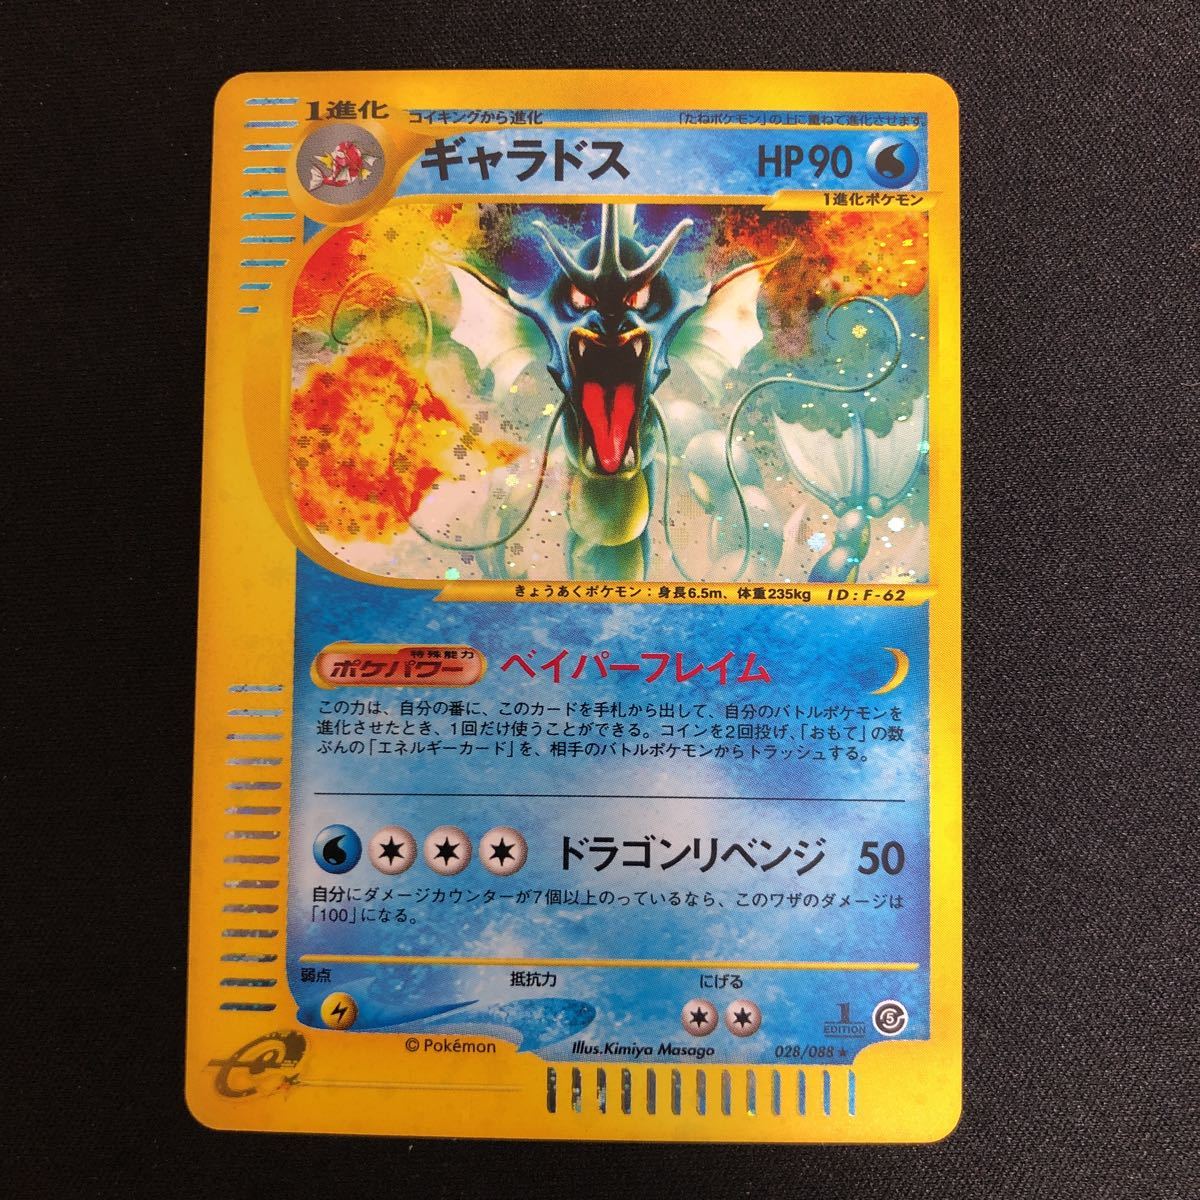 1進化
コイキングから進化
「たねポケモン」の上に重ねて進化させます
ギャラドス
HP90
1進化ポケモン
きょうあくポケモン：身長6.5m、体重235kg ID:F-62
特殊能力
ポケパワー
ベイパーフレイム
この力は、自分の番に、このカードを手札から出して、自分のバトルポケモンを
進化させたとき、1回だけ使うことができる。コインを2回投げ、「おもて」の数
ぶんの「エネルギーカード」を、相手のバトルポケモンからトラッシュする。
ドラゴンリベンジ 50
自分にダメージカウンターが7個以上のっているなら、このワザのダメージは
「100」になる。
弱点
抵抗力
にげる
1
EDITION
5
© Pokémon
Illus.Kimiya Masago
028/088 ★
e